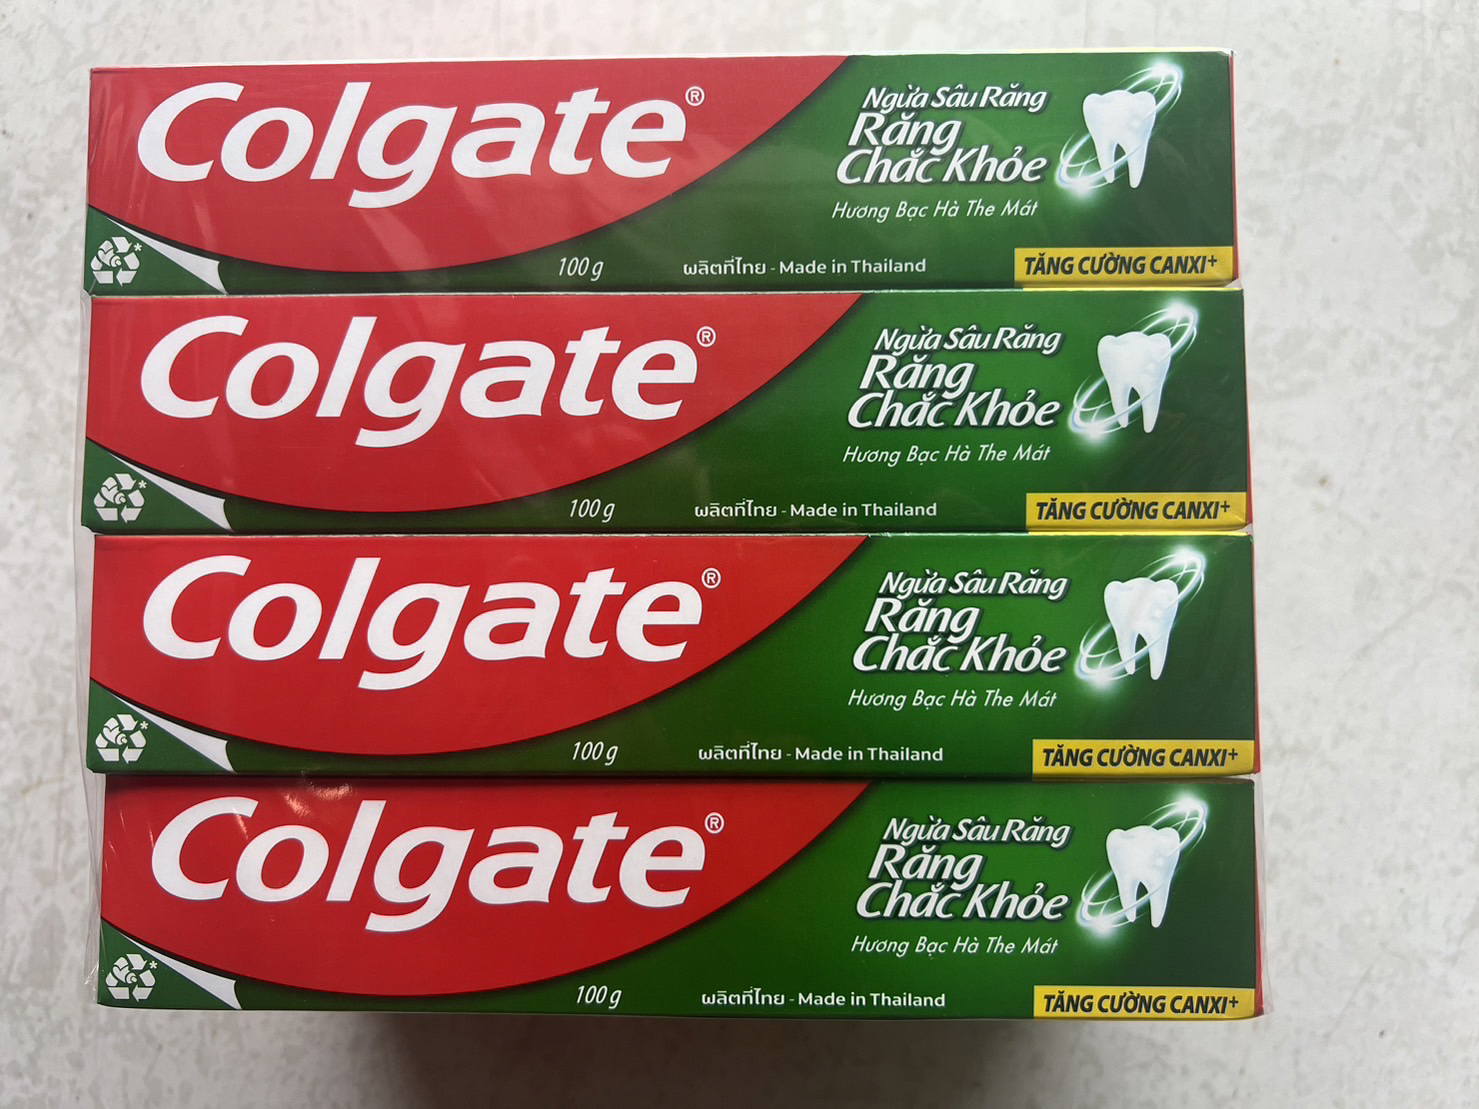 Colgate®
Ngừa Sâu Răng
Răng
Chắc Khỏe
Hương Bạc Hà The Mát
100 g
ผลิตที่ไทย - Made in Thailand
TĂNG CƯỜNG CANXI+
Colgate®
Ngừa Sâu Răng
Răng
Chắc Khỏe
Hương Bạc Hà The Mát
100 g
ผลิตที่ไทย - Made in Thailand
TĂNG CƯỜNG CANXI+
Colgate®
Ngừa Sâu Răng
Răng
Chắc Khỏe
Hương Bạc Hà The Mát
100 g
ผลิตที่ไทย - Made in Thailand
TĂNG CƯỜNG CANXI+
Colgate®
Ngừa Sâu Răng
Răng
Chắc Khỏe
Hương Bạc Hà The Mát
100 g
ผลิตที่ไทย - Made in Thailand
TĂNG CƯỜNG CANXI+